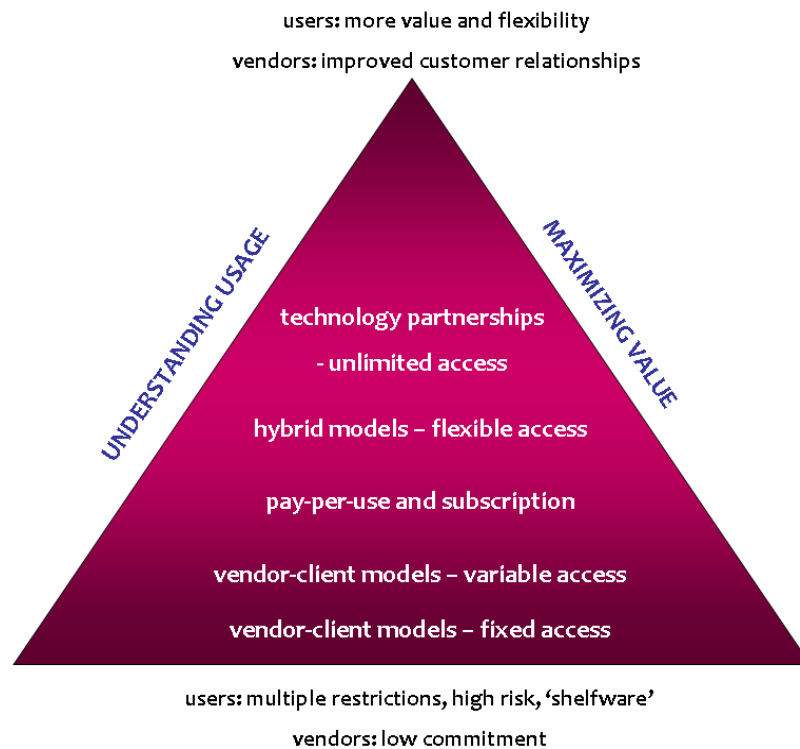 users: more value and flexibility
vendors: improved customer relationships
UNDERSTANDING USAGE
MAXIMIZING VALUE
technology partnerships
- unlimited access
hybrid models – flexible access
pay-per-use and subscription
vendor-client models – variable access
vendor-client models – fixed access
users: multiple restrictions, high risk, ‘shelfware’
vendors: low commitment